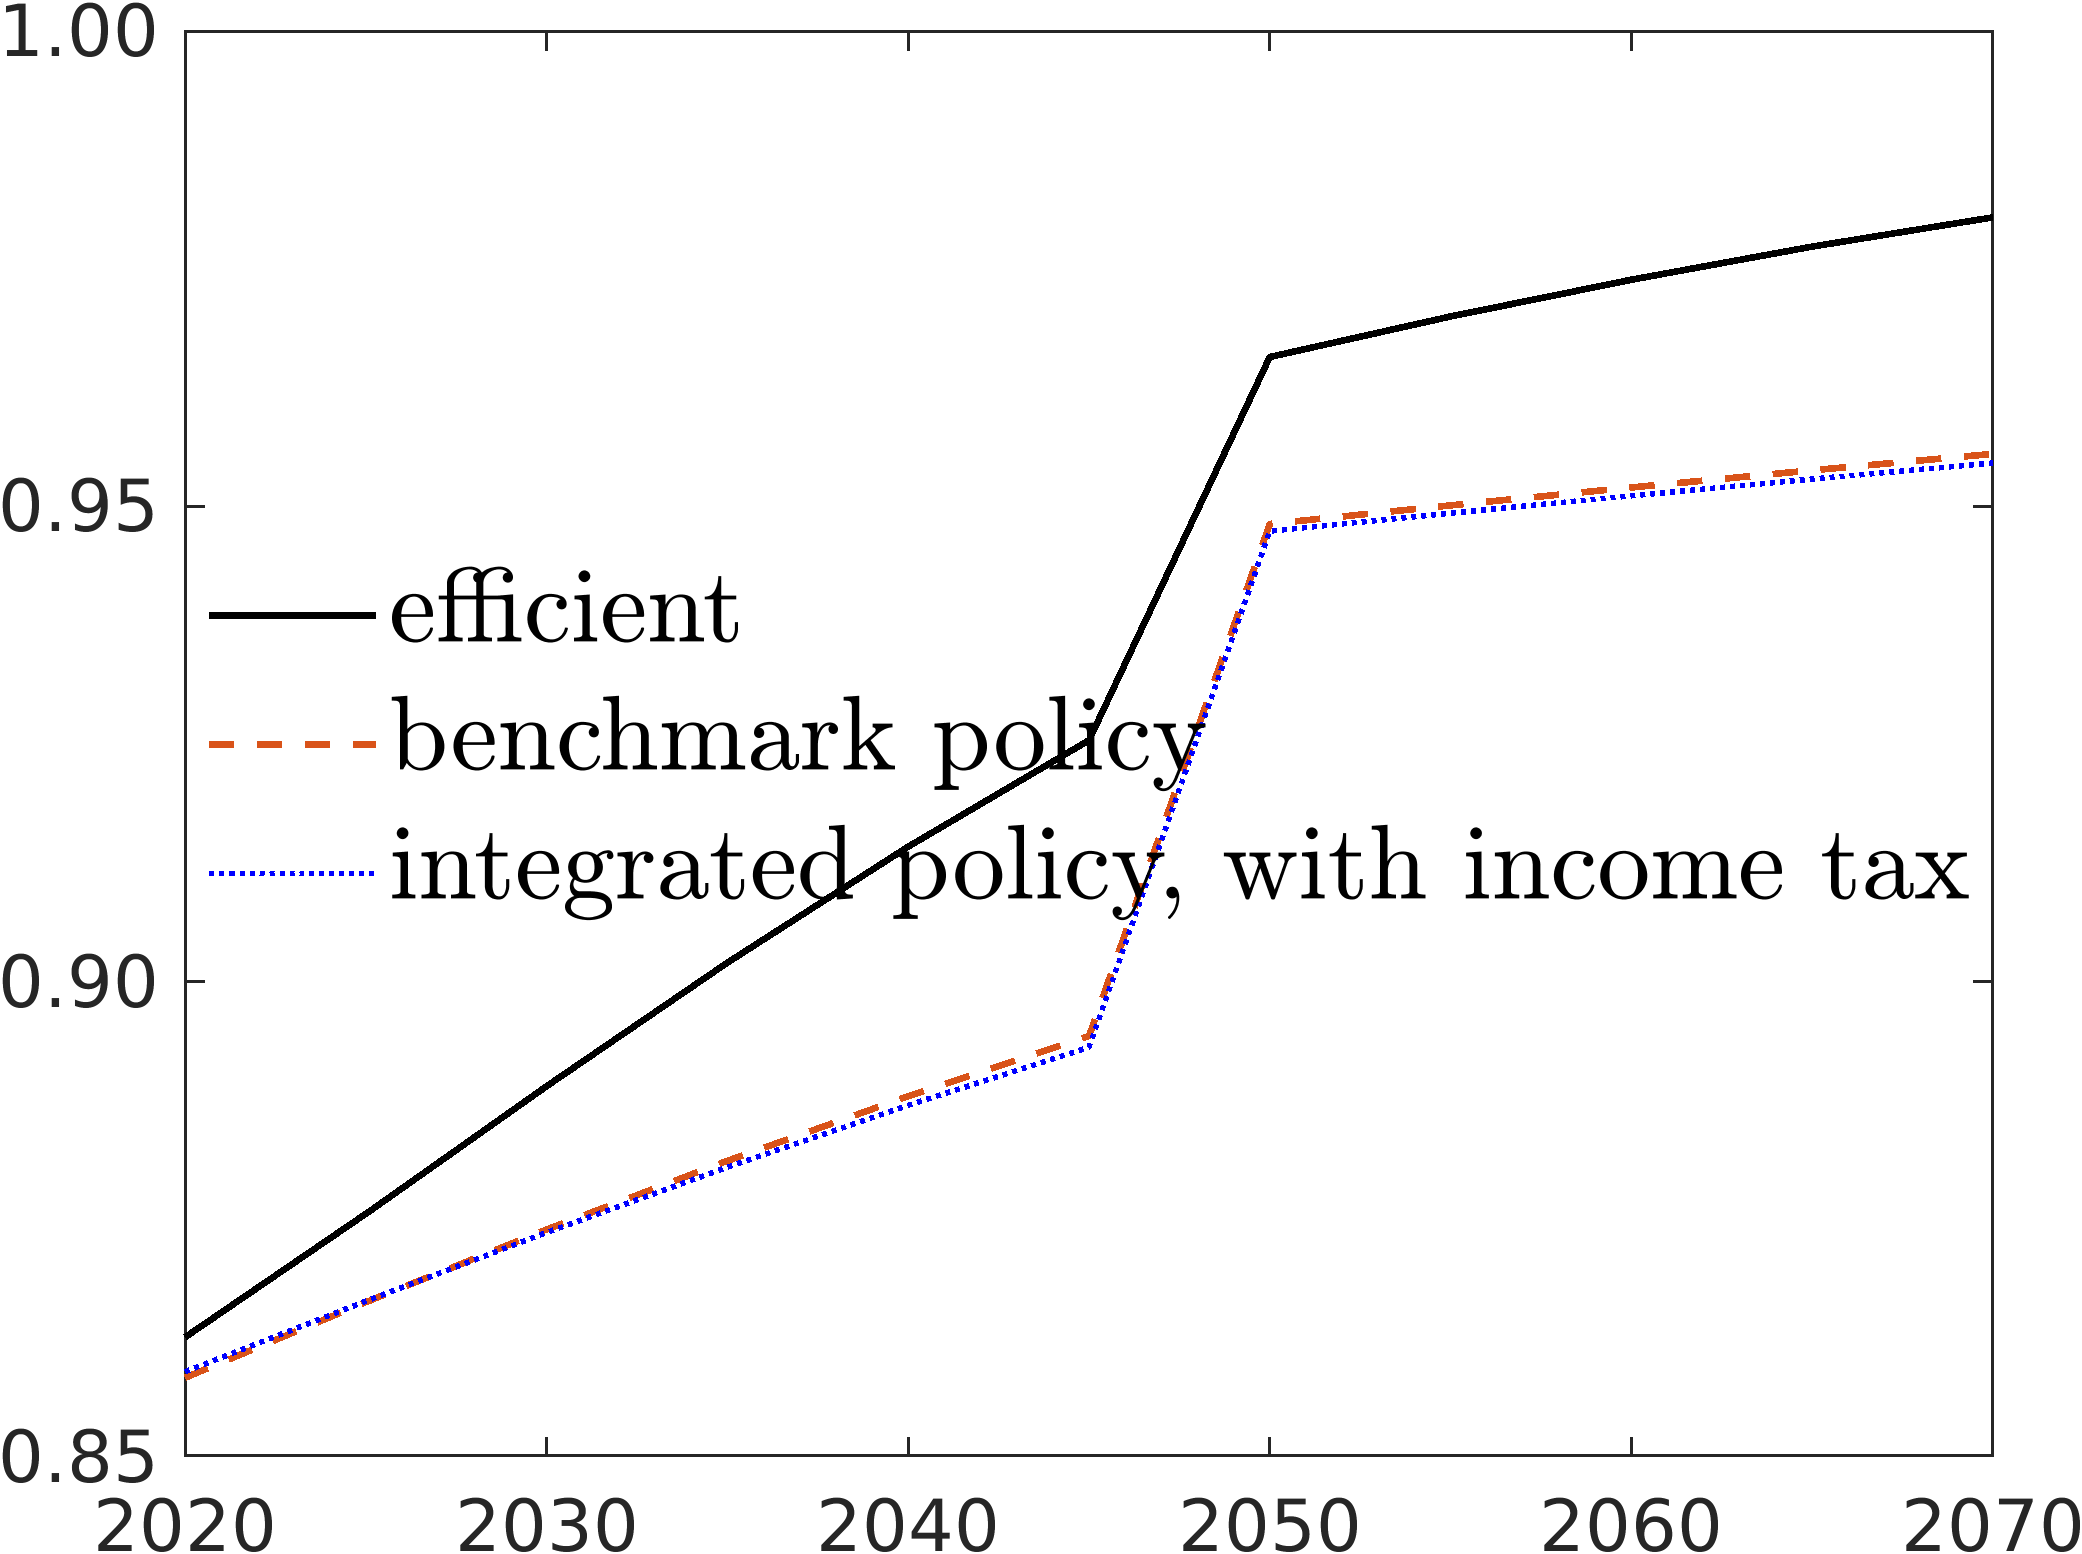 1.00
0.95
efficient
benchmark policy
integrated policy, with income tax
0.90
0.85
2020 2030 2040 2050 2060 2070